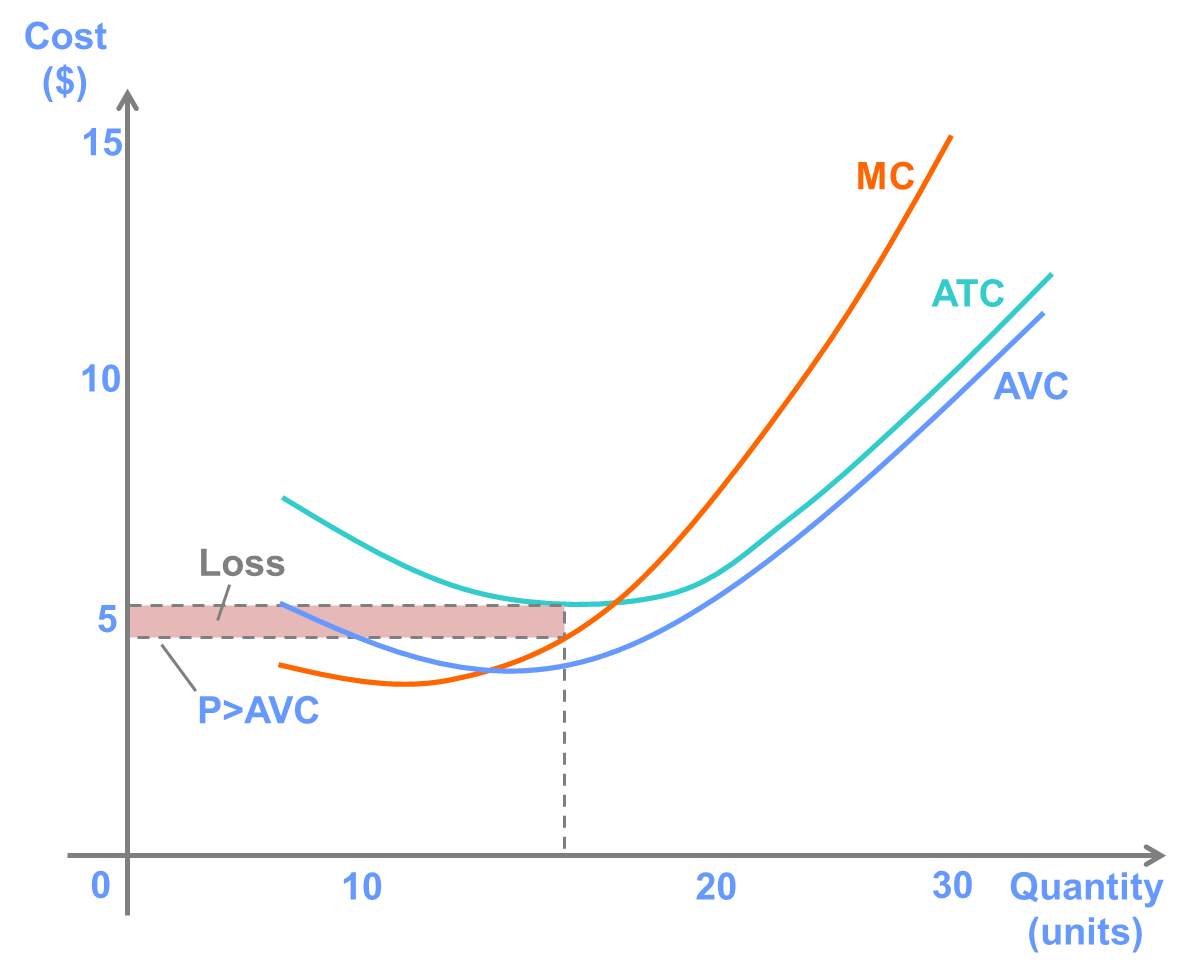 Cost
($)
15
MC
ATC
10
AVC
Loss
5
P>AVC
0
10
20
30
Quantity
(units)